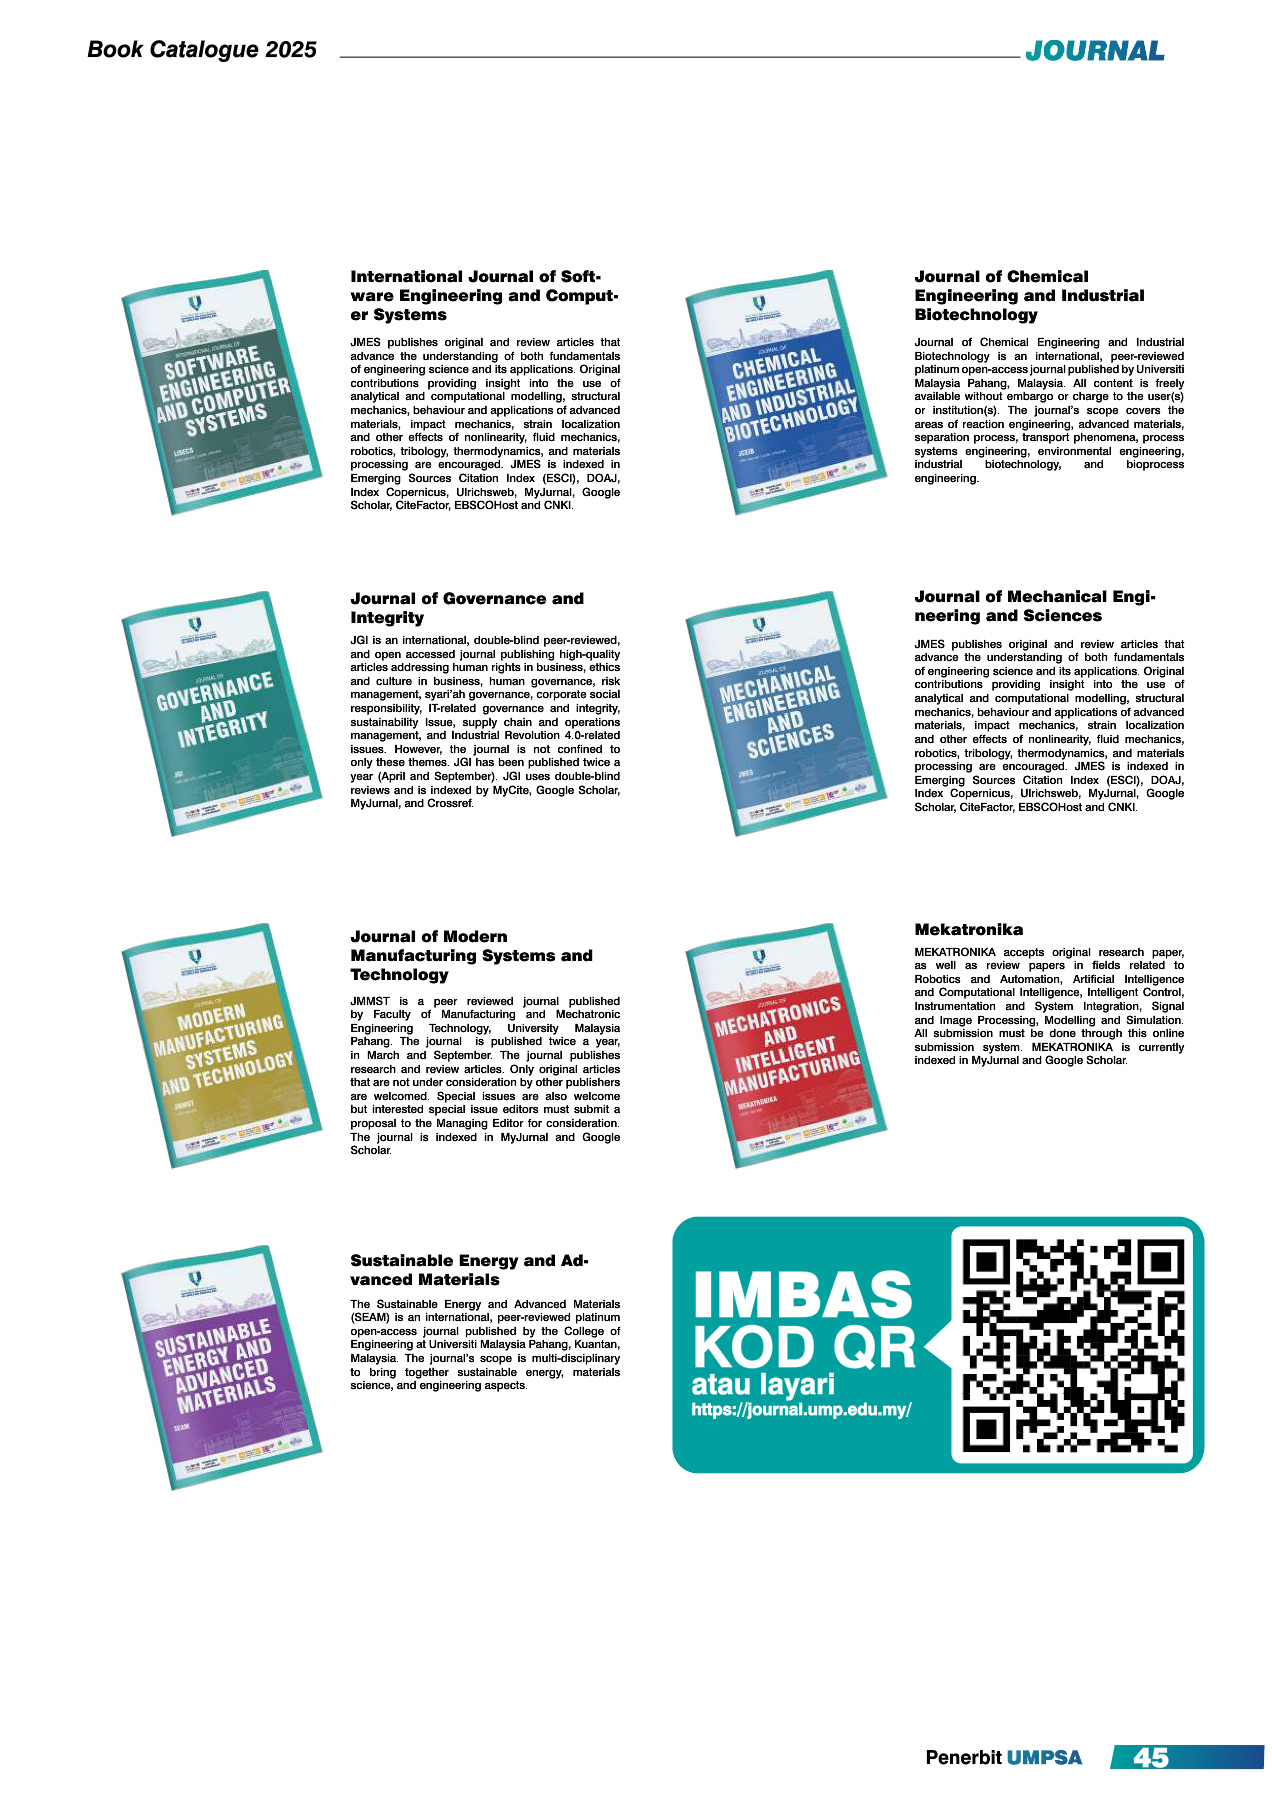 Book Catalogue 2025
JOURNAL
INTERNATIONAL JOURNAL OF
SOFTWARE
ENGINEERING
AND COMPUTER
SYSTEMS
IJSECS
International Journal of Soft-
ware Engineering and Comput-
er Systems
JMES publishes original and review articles that
advance the understanding of both fundamentals
of engineering science and its applications. Original
contributions providing insight into the use of
analytical and computational modelling, structural
mechanics, behaviour and applications of advanced
materials, impact mechanics, strain localization
and other effects of nonlinearity, fluid mechanics,
robotics, tribology, thermodynamics, and materials
processing are encouraged. JMES is indexed in
Emerging Sources Citation Index (ESCI), DOAJ,
Index Copernicus, Ulrichsweb, MyJurnal, Google
Scholar, CiteFactor, EBSCOHost and CNKI.
JOURNAL OF
CHEMICAL
ENGINEERING
AND INDUSTRIAL
BIOTECHNOLOGY
JCEIB
Journal of Chemical
Engineering and Industrial
Biotechnology
Journal of Chemical Engineering and Industrial
Biotechnology is an international, peer-reviewed
platinum open-access journal published by Universiti
Malaysia Pahang, Malaysia. All content is freely
available without embargo or charge to the user(s)
or institution(s). The journal's scope covers the
areas of reaction engineering, advanced materials,
separation process, transport phenomena, process
systems engineering, environmental engineering,
industrial biotechnology, and bioprocess
engineering.
JOURNAL OF
GOVERNANCE
AND
INTEGRITY
JGI
Journal of Governance and
Integrity
JGI is an international, double-blind peer-reviewed,
and open accessed journal publishing high-quality
articles addressing human rights in business, ethics
and culture in business, human governance, risk
management, syari'ah governance, corporate social
responsibility, IT-related governance and integrity,
sustainability issue, supply chain and operations
management, and Industrial Revolution 4.0-related
issues. However, the journal is not confined to
only these themes. JGI has been published twice a
year (April and September). JGI uses double-blind
reviews and is indexed by MyCite, Google Scholar,
MyJurnal, and Crossref.
JOURNAL OF
MECHANICAL
ENGINEERING
AND
SCIENCES
JMES
Journal of Mechanical Engi-
neering and Sciences
JMES publishes original and review articles that
advance the understanding of both fundamentals
of engineering science and its applications. Original
contributions providing insight into the use of
analytical and computational modelling, structural
mechanics, behaviour and applications of advanced
materials, impact mechanics, strain localization
and other effects of nonlinearity, fluid mechanics,
robotics, tribology, thermodynamics, and materials
processing are encouraged. JMES is indexed in
Emerging Sources Citation Index (ESCI), DOAJ,
Index Copernicus, Ulrichsweb, MyJurnal, Google
Scholar, CiteFactor, EBSCOHost and CNKI.
JOURNAL OF
MODERN
MANUFACTURING
SYSTEMS
AND TECHNOLOGY
JMMST
Journal of Modern
Manufacturing Systems and
Technology
JMMST is a peer reviewed journal published
by Faculty of Manufacturing and Mechatronic
Engineering Technology, University Malaysia
Pahang. The journal is published twice a year,
in March and September. The journal publishes
research and review articles. Only original articles
that are not under consideration by other publishers
are welcomed. Special issues are also welcome
but interested special issue editors must submit a
proposal to the Managing Editor for consideration.
The journal is indexed in MyJurnal and Google
Scholar.
JOURNAL OF
MECHATRONICS
AND
INTELLIGENT
MANUFACTURING
MEKATRONIKA
Mekatronika
MEKATRONIKA accepts original research paper,
as well as review papers in fields related to
Robotics and Automation, Artificial Intelligence
and Computational Intelligence, Intelligent Control,
Instrumentation and System Integration, Signal
and Image Processing, Modelling and Simulation.
All submission must be done through this online
submission system. MEKATRONIKA is currently
indexed in MyJurnal and Google Scholar.
SUSTAINABLE
ENERGY AND
ADVANCED
MATERIALS
SEAM
Sustainable Energy and Ad-
vanced Materials
The Sustainable Energy and Advanced Materials
(SEAM) is an international, peer-reviewed platinum
open-access journal published by the College of
Engineering at Universiti Malaysia Pahang, Kuantan,
Malaysia. The journal's scope is multi-disciplinary
to bring together sustainable energy, materials
science, and engineering aspects.
IMBAS
KOD QR
atau layari
https://journal.ump.edu.my/
Penerbit UMPSA
45